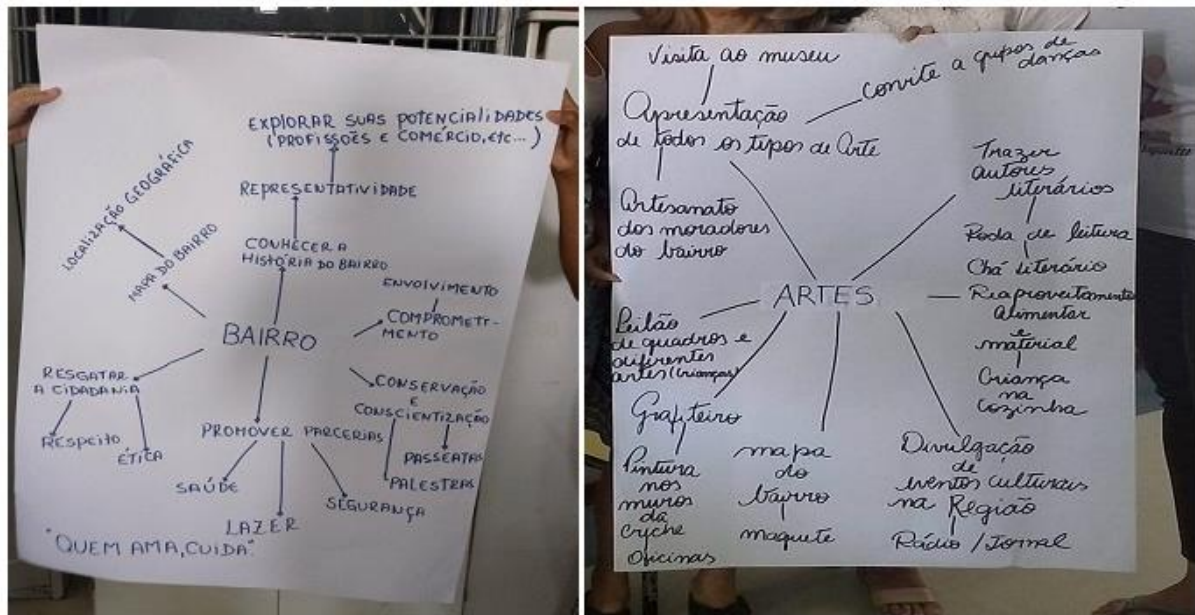 EXPLORAR SUAS POTENCIALIDADES
(PROFISSÕES E COMÉRCIO, Etc...)
REPRESENTATIVIDADE
LOCALIZAÇÃO GEOGRÁFICA
MAPA DO BAIRRO
CONHECER A
HISTÓRIA DO BAIRRO
ENVOLVIMENTO
COMPROMETI-
MENTO
BAIRRO
RESGATAR
A CIDADANIA
RESPEITO
ÉTICA
CONSERVAÇÃO
E
CONSCIENTIZAÇÃO
PASSEATAS
PALESTRAS
PROMOVER PARCERIAS
SAÚDE
LAZER
SEGURANÇA
"QUEM AMA, CUIDA".
Visita ao museu
convite a grupos de
danças
Apresentação
de todos os tipos de Arte
Artesanato
dos moradores
do bairro
Trazer
autores
literários
Roda de leitura
Chá literário
ARTES
Reaproveitamento
alimentar
e
material
Criança
na
cozinha
Leilão
de quadros e
diferentes
artes (crianças)
Grafiteiro
Pintura
nos
muros
da
creche
Oficinas
mapa
do
bairro
maquete
Divulgação
de
eventos culturais
na Região
Rádio / Jornal